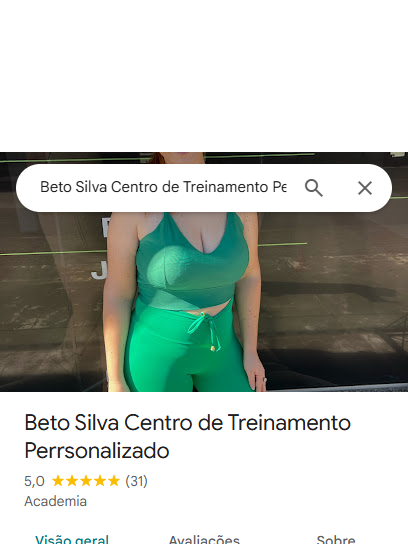 Beto Silva Centro de Treinamento Pe
J
Beto Silva Centro de Treinamento
Perrsonalizado
5,0 ★★★★★ (31)
Academia
Visão geral Avaliações Sobre